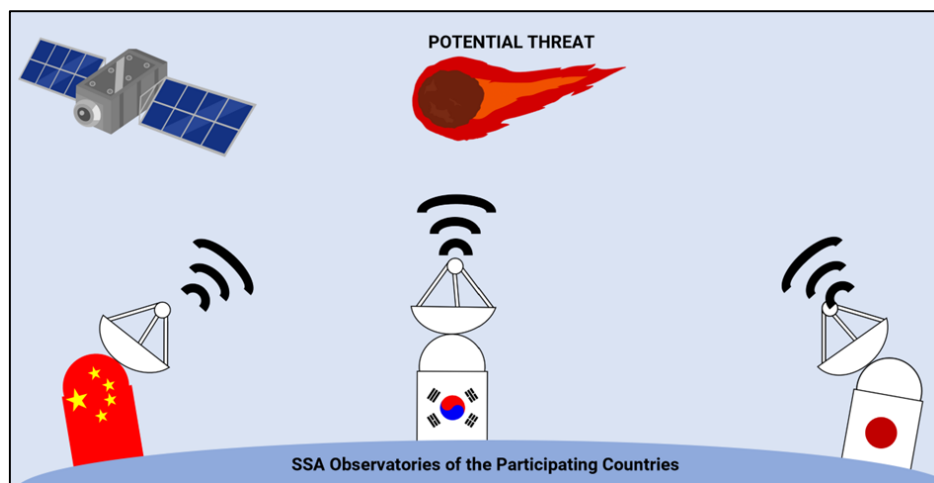 POTENTIAL THREAT
SSA Observatories of the Participating Countries